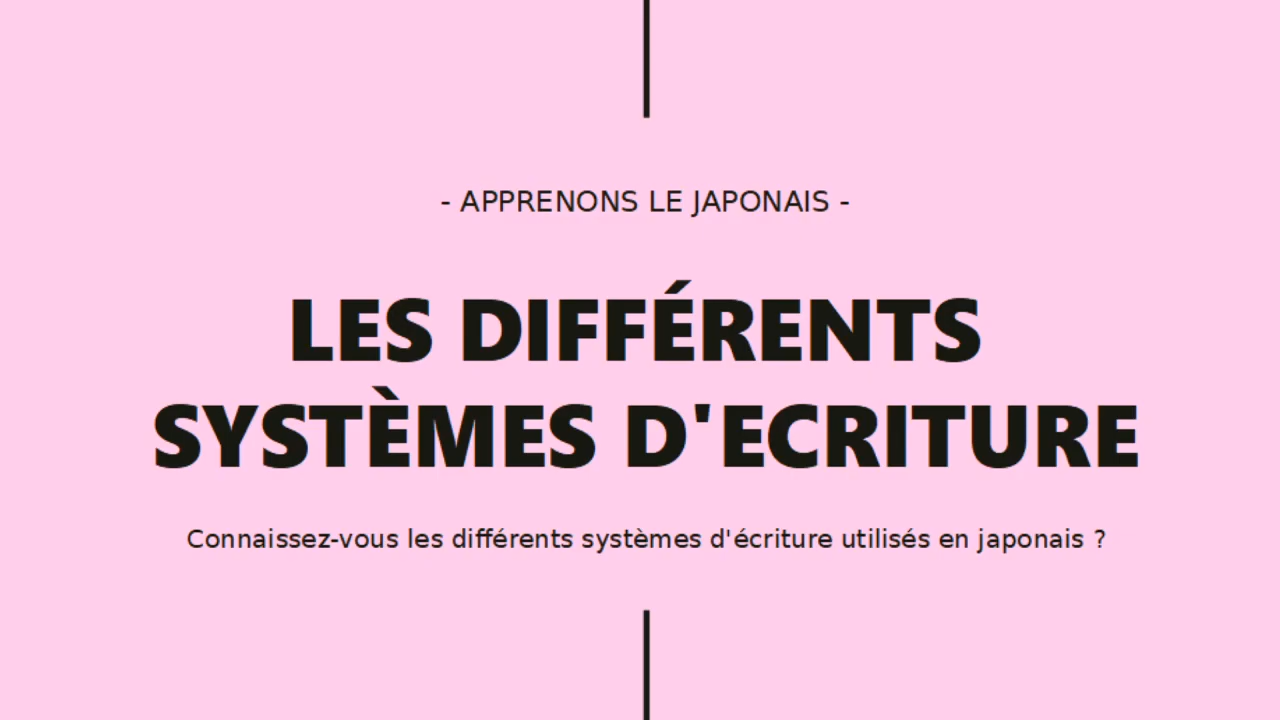 - APPRENONS LE JAPONAIS -
LES DIFFÉRENTS
SYSTÈMES D'ECRITURE
Connaissez-vous les différents systèmes d'écriture utilisés en japonais ?